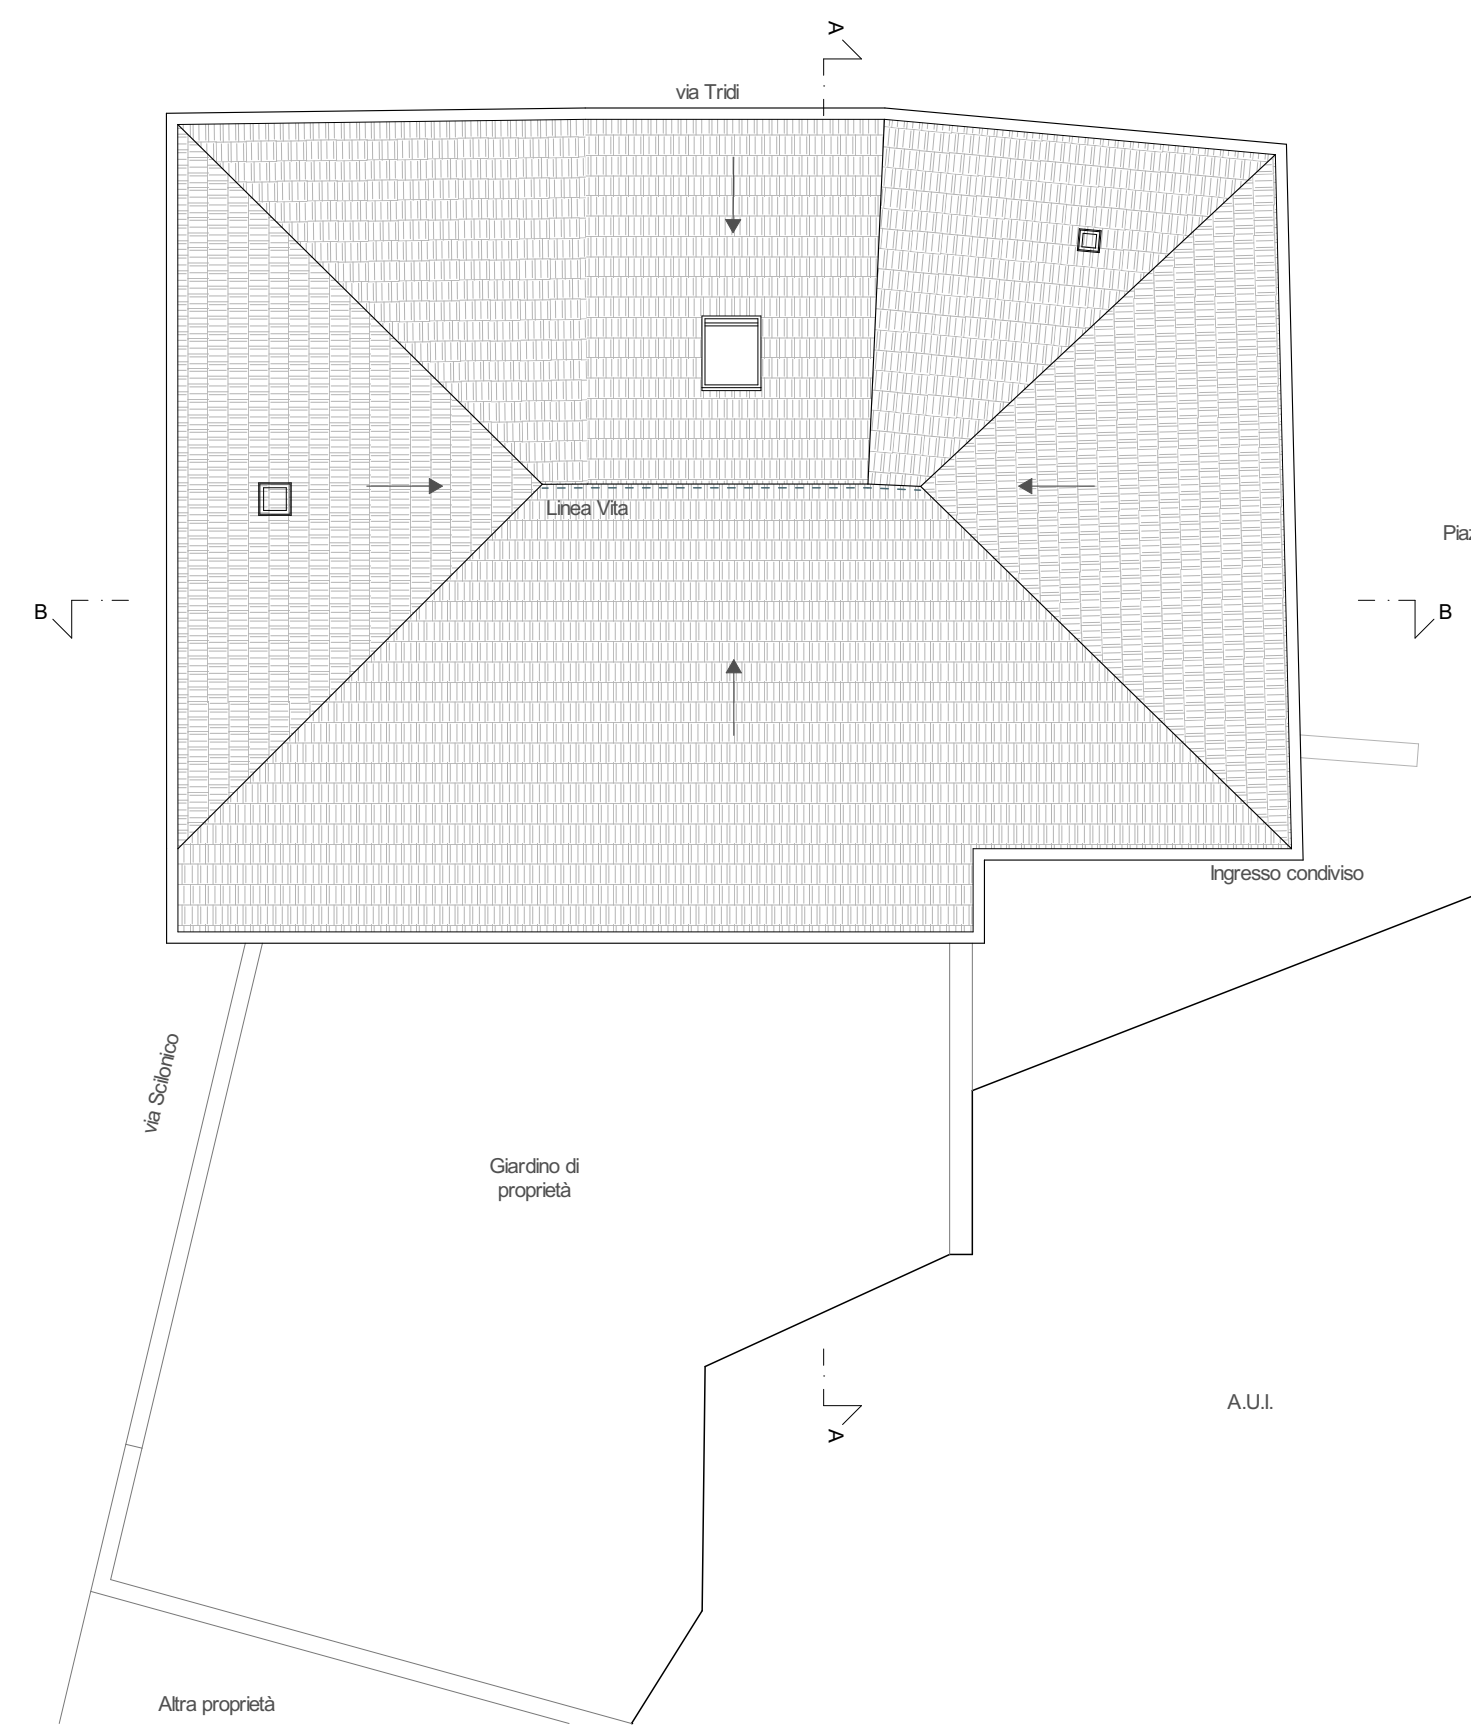 A
via Tridi
Linea Vita
Piaz
B
B
Ingresso condiviso
via Scilonico
Giardino di
proprietà
A.U.I.
A
Altra proprietà